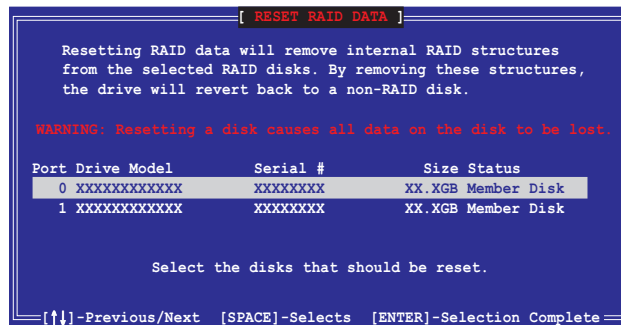 [ RESET RAID DATA ]
Resetting RAID data will remove internal RAID structures
from the selected RAID disks. By removing these structures,
the drive will revert back to a non-RAID disk.
WARNING: Resetting a disk causes all data on the disk to be lost.
Port Drive Model Serial # Size Status
0 XXXXXXXXXXXX XXXXXXXX XX.XGB Member Disk
1 XXXXXXXXXXXX XXXXXXXX XX.XGB Member Disk
Select the disks that should be reset.
[↑↓]-Previous/Next [SPACE]-Selects [ENTER]-Selection Complete